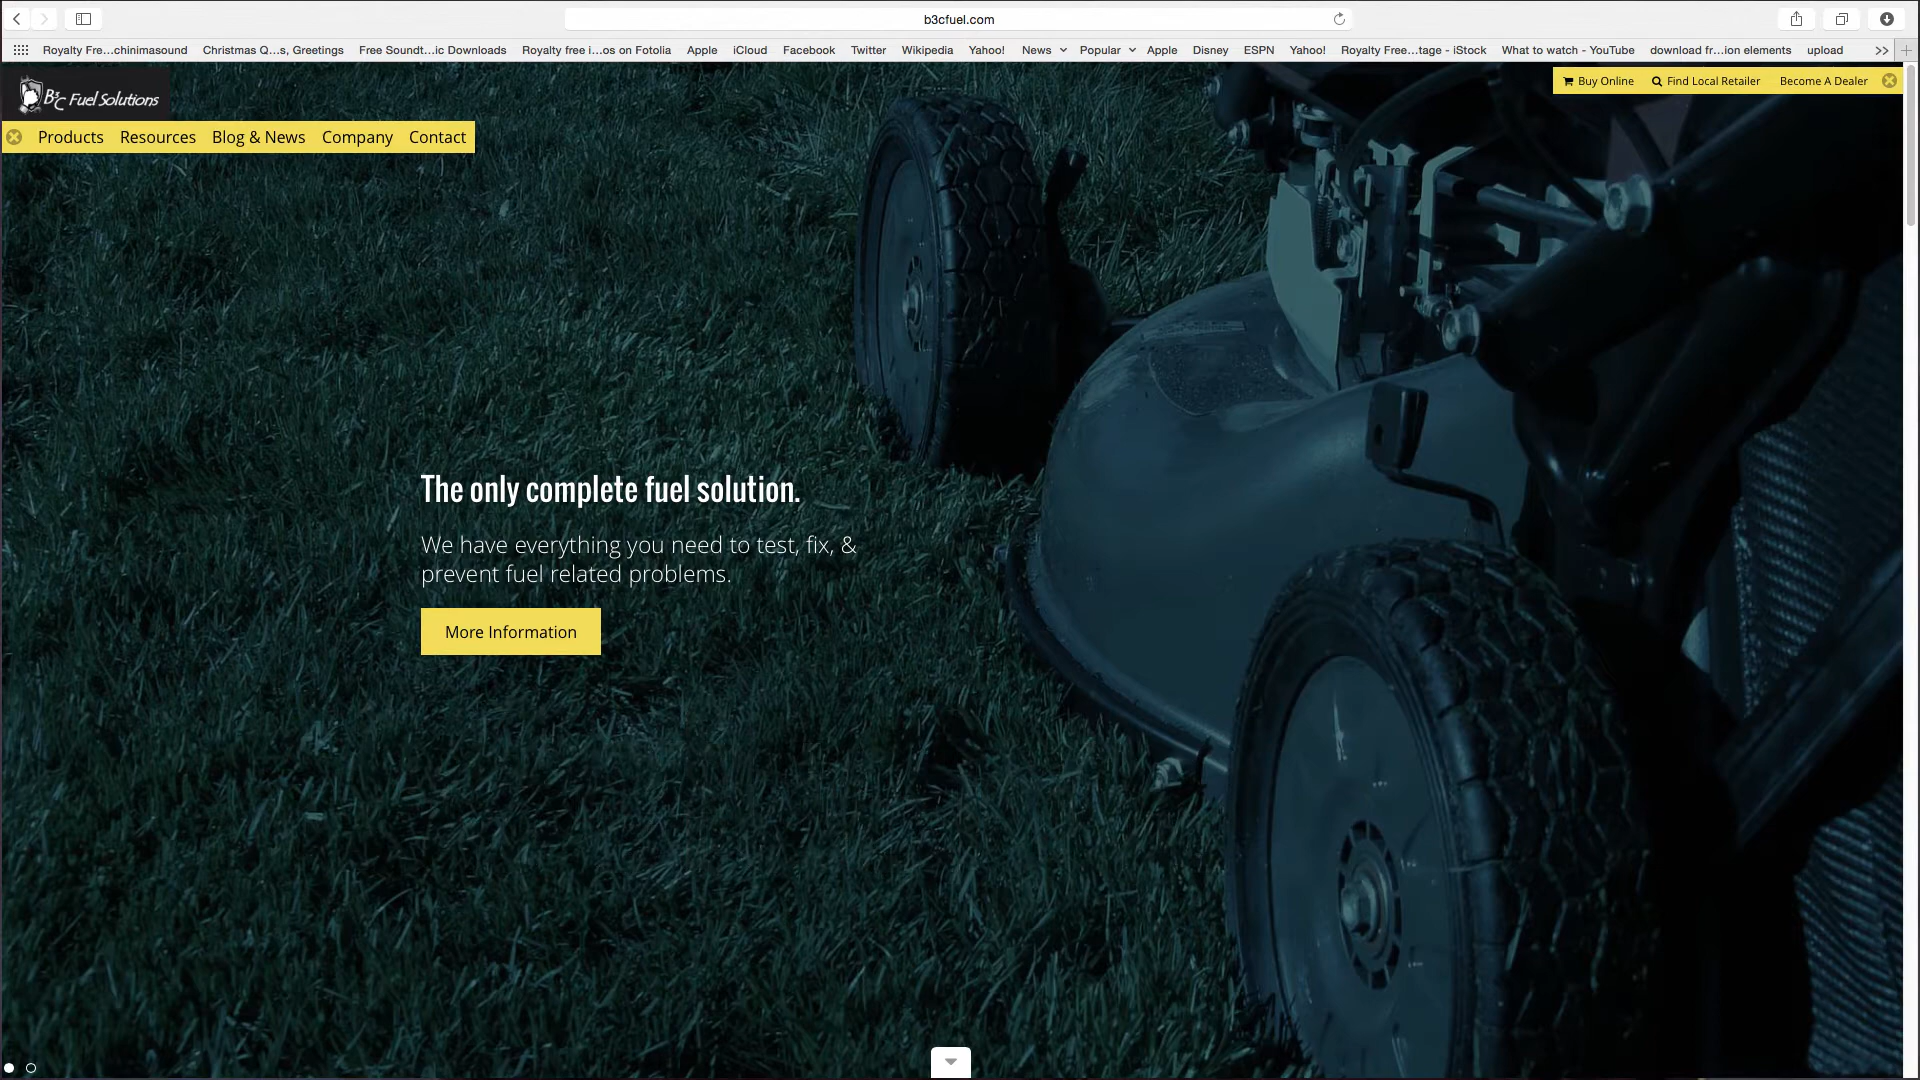 b3cfuel.com
Royalty Fre...chinimasound Christmas Q...s, Greetings Free Soundt...ic Downloads Royalty free i...os on Fotolia Apple iCloud Facebook Twitter Wikipedia Yahoo! News Popular Apple Disney ESPN Yahoo! Royalty Free...tage - iStock What to watch - YouTube download fr...ion elements upload
B3C Fuel Solutions
Buy Online Find Local Retailer Become A Dealer
Products Resources Blog & News Company Contact
The only complete fuel solution.
We have everything you need to test, fix, &
prevent fuel related problems.
More Information